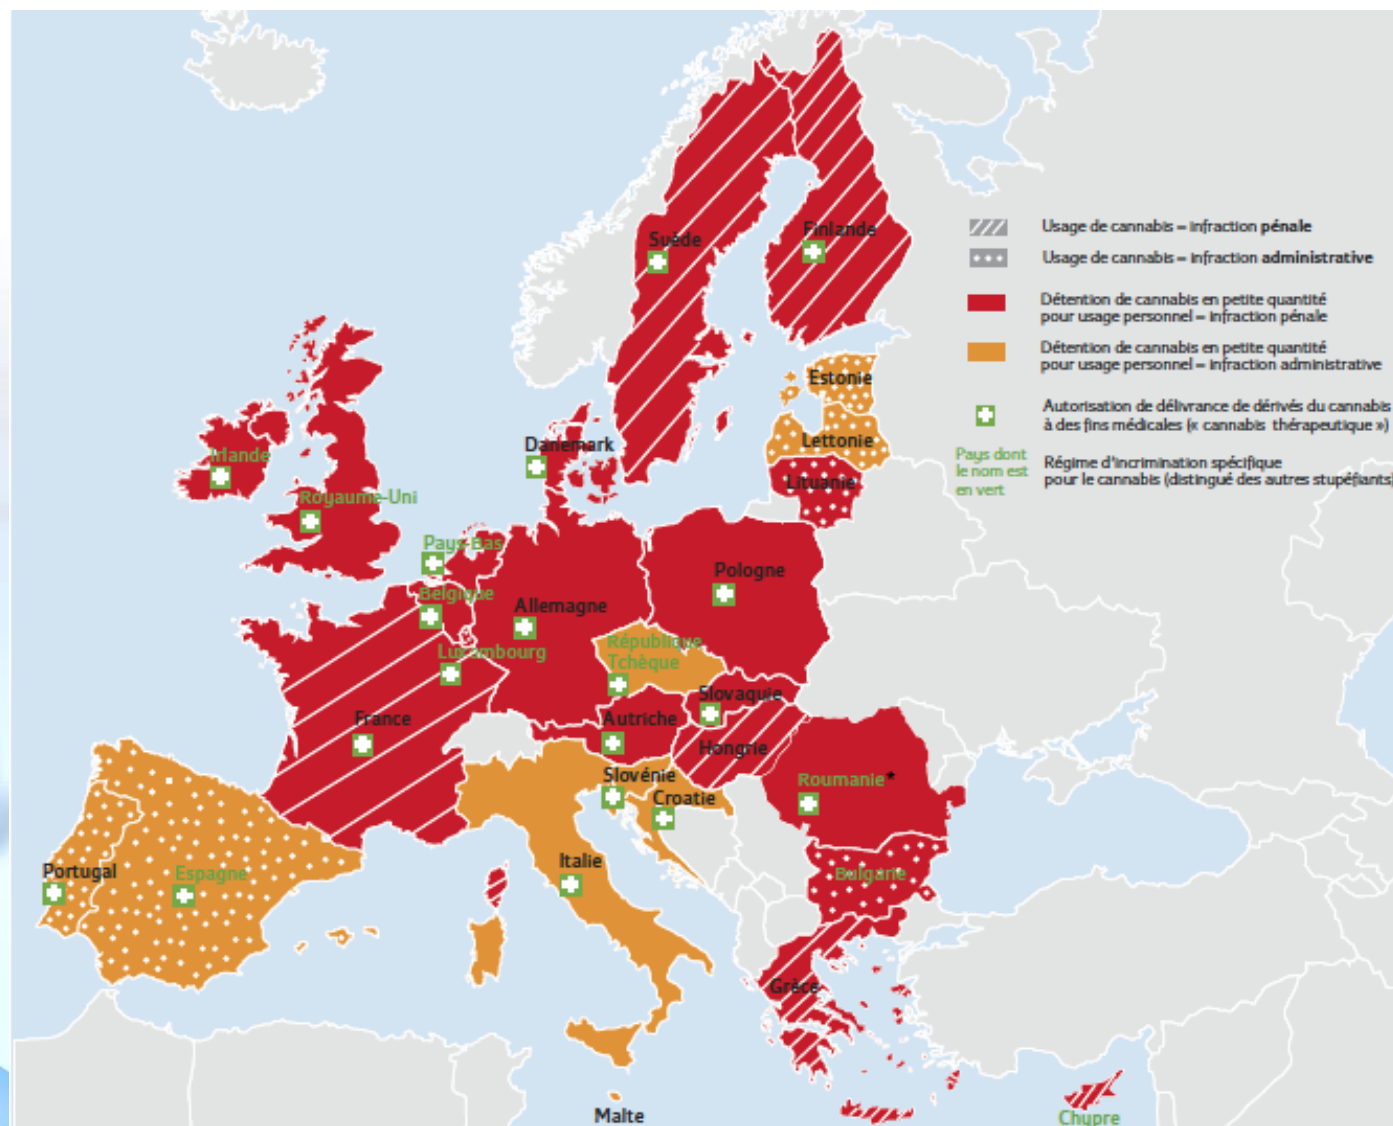 Suède
Finlande
Usage de cannabis = infraction pénale
Usage de cannabis = infraction administrative
Détention de cannabis en petite quantité
pour usage personnel = infraction pénale
Détention de cannabis en petite quantité
pour usage personnel = infraction administrative
Autorisation de délivrance de dérivés du cannabis
à des fins médicales (« cannabis thérapeutique »)
Pays dont
le nom est
en vert
Régime d'incrimination spécifique
pour le cannabis (distingué des autres stupéfiants)
Estonie
Lettonie
Lituanie
Danemark
Irlande
Royaume-Uni
Pays-Bas
Belgique
Allemagne
Pologne
Luxembourg
République
Tchèque
Slovaquie
France
Autriche
Hongrie
Slovénie
Croatie
Roumanie*
Italie
Portugal
Espagne
Bulgarie
Grèce
Malte
Chypre